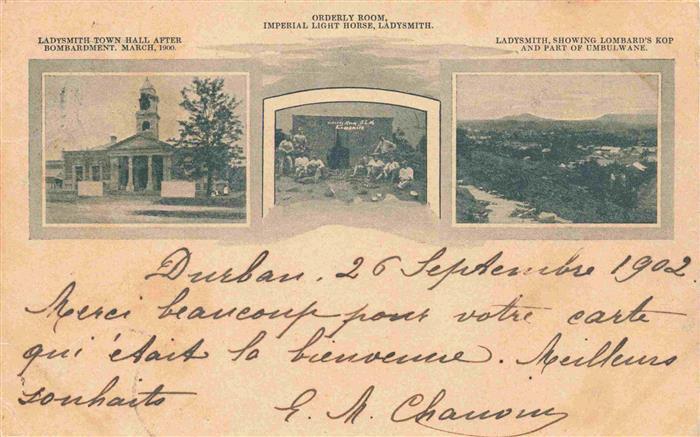 ORDERLY ROOM,
IMPERIAL LIGHT HORSE, LADYSMITH.
LADYSMITH TOWN HALL AFTER
BOMBARDMENT. MARCH, 1900.
LADYSMITH, SHOWING LOMBARD'S KOP
AND PART OF UMBULWANE.
Durban. 26 Septembre 1902.
Merci beaucoup pour votre carte
qui était la bienvenue. Meilleurs
souhaits
E. M.